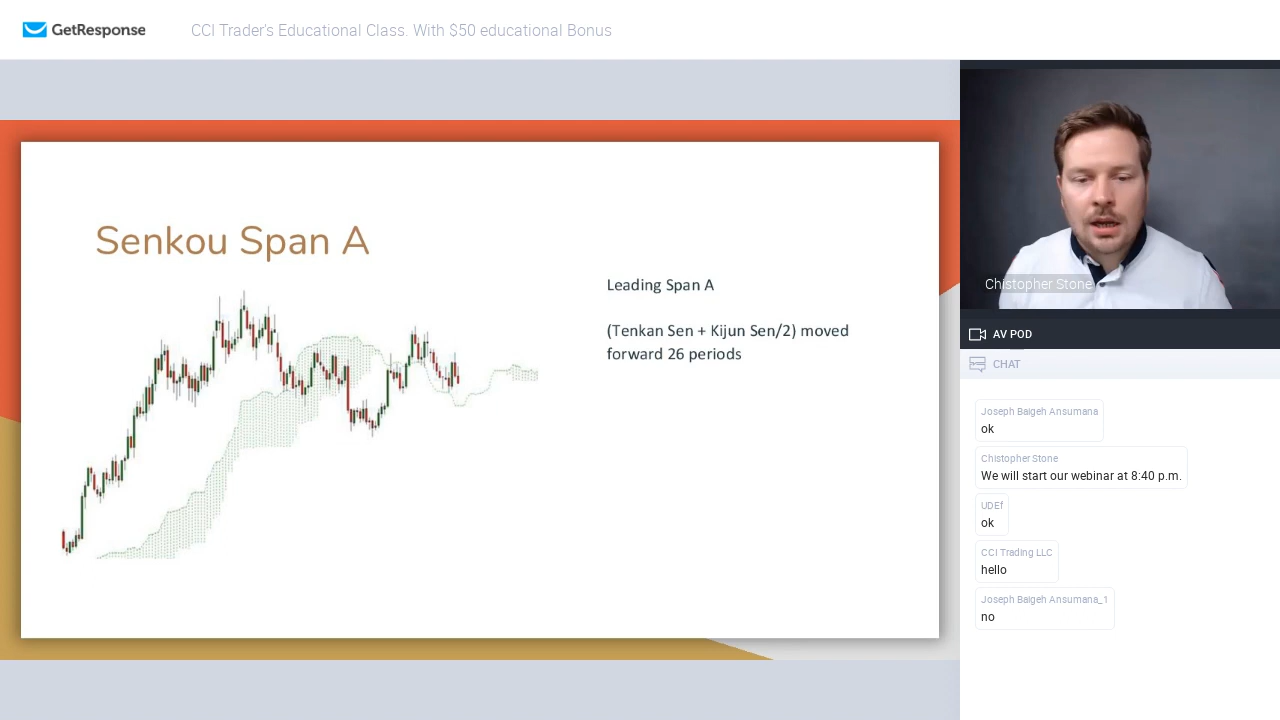 GetResponse
CCI Trader's Educational Class. With $50 educational Bonus
Senkou Span A
Leading Span A
(Tenkan Sen + Kijun Sen/2) moved
forward 26 periods
Chistopher Stone
AV POD
CHAT
Joseph Baigeh Ansumana
ok
Chistopher Stone
We will start our webinar at 8:40 p.m.
UDEf
ok
CCI Trading LLC
hello
Joseph Baigeh Ansumana_1
no